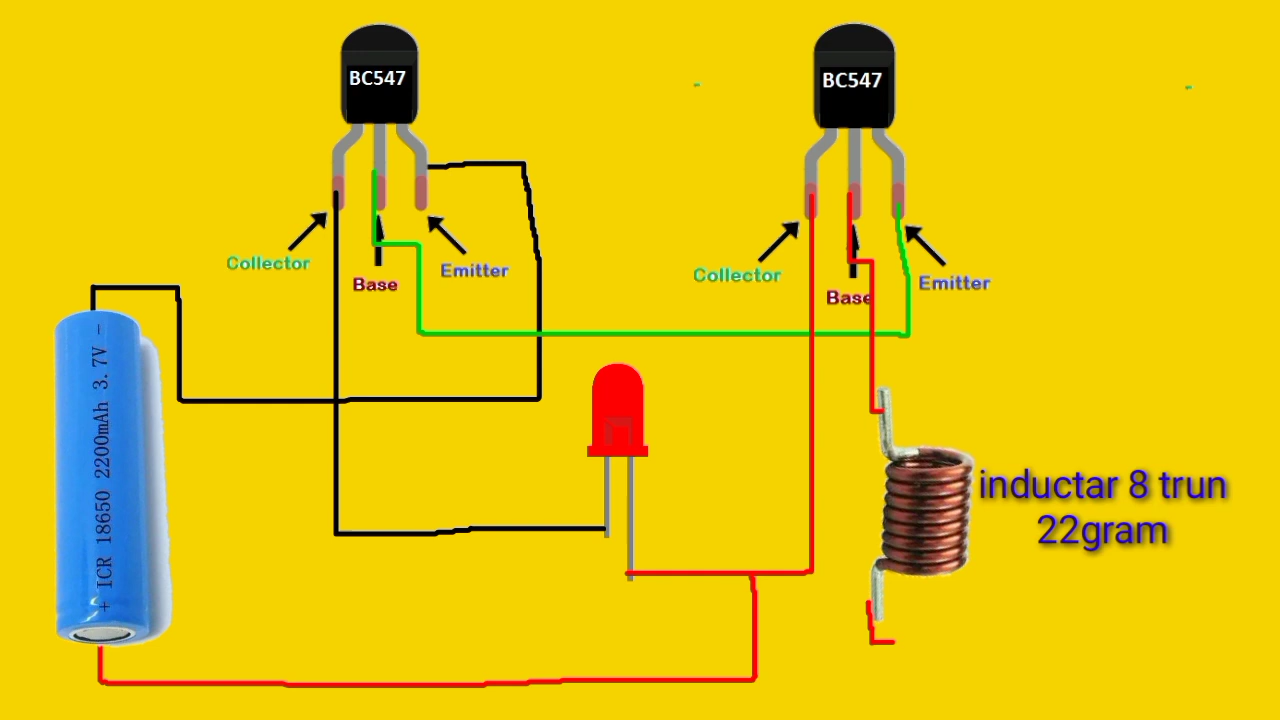 BC547
BC547
Collector
Base
Emitter
Collector
Base
Emitter
+ ICR 18650 2200mAh 3.7V -
inductar 8 trun
22gram